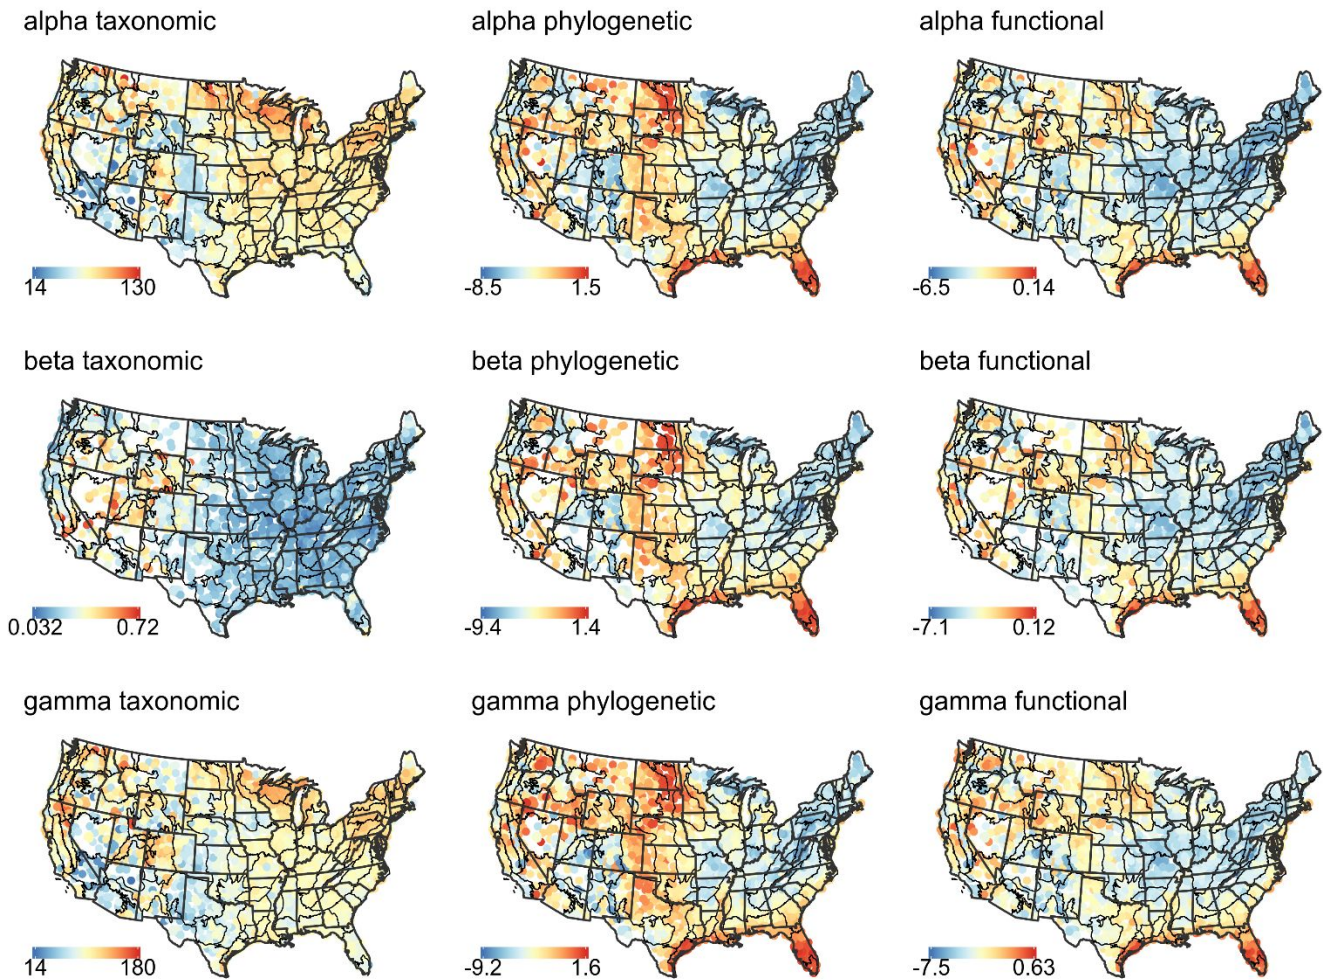 alpha taxonomic
alpha phylogenetic
alpha functional
14 130
-8.5 1.5
-6.5 0.14
beta taxonomic
beta phylogenetic
beta functional
0.032 0.72
-9.4 1.4
-7.1 0.12
gamma taxonomic
gamma phylogenetic
gamma functional
14 180
-9.2 1.6
-7.5 0.63